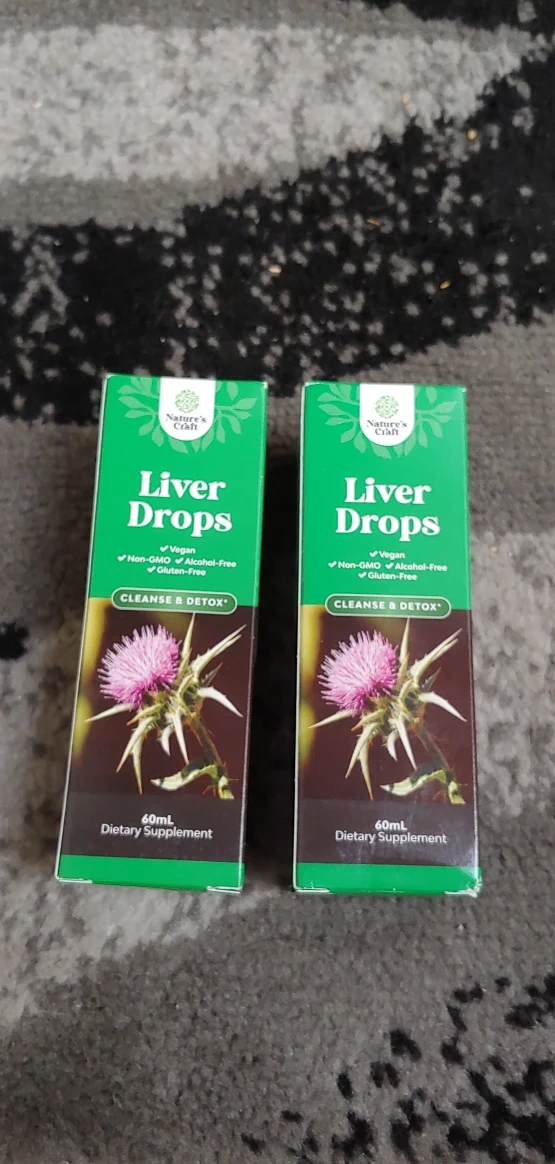 Nature's
Craft
Liver
Drops
Vegan
Non-GMO Alcohol-Free
Gluten-Free
CLEANSE & DETOX*
60mL
Dietary Supplement
Nature's
Craft
Liver
Drops
Vegan
Non-GMO Alcohol-Free
Gluten-Free
CLEANSE & DETOX*
60mL
Dietary Supplement